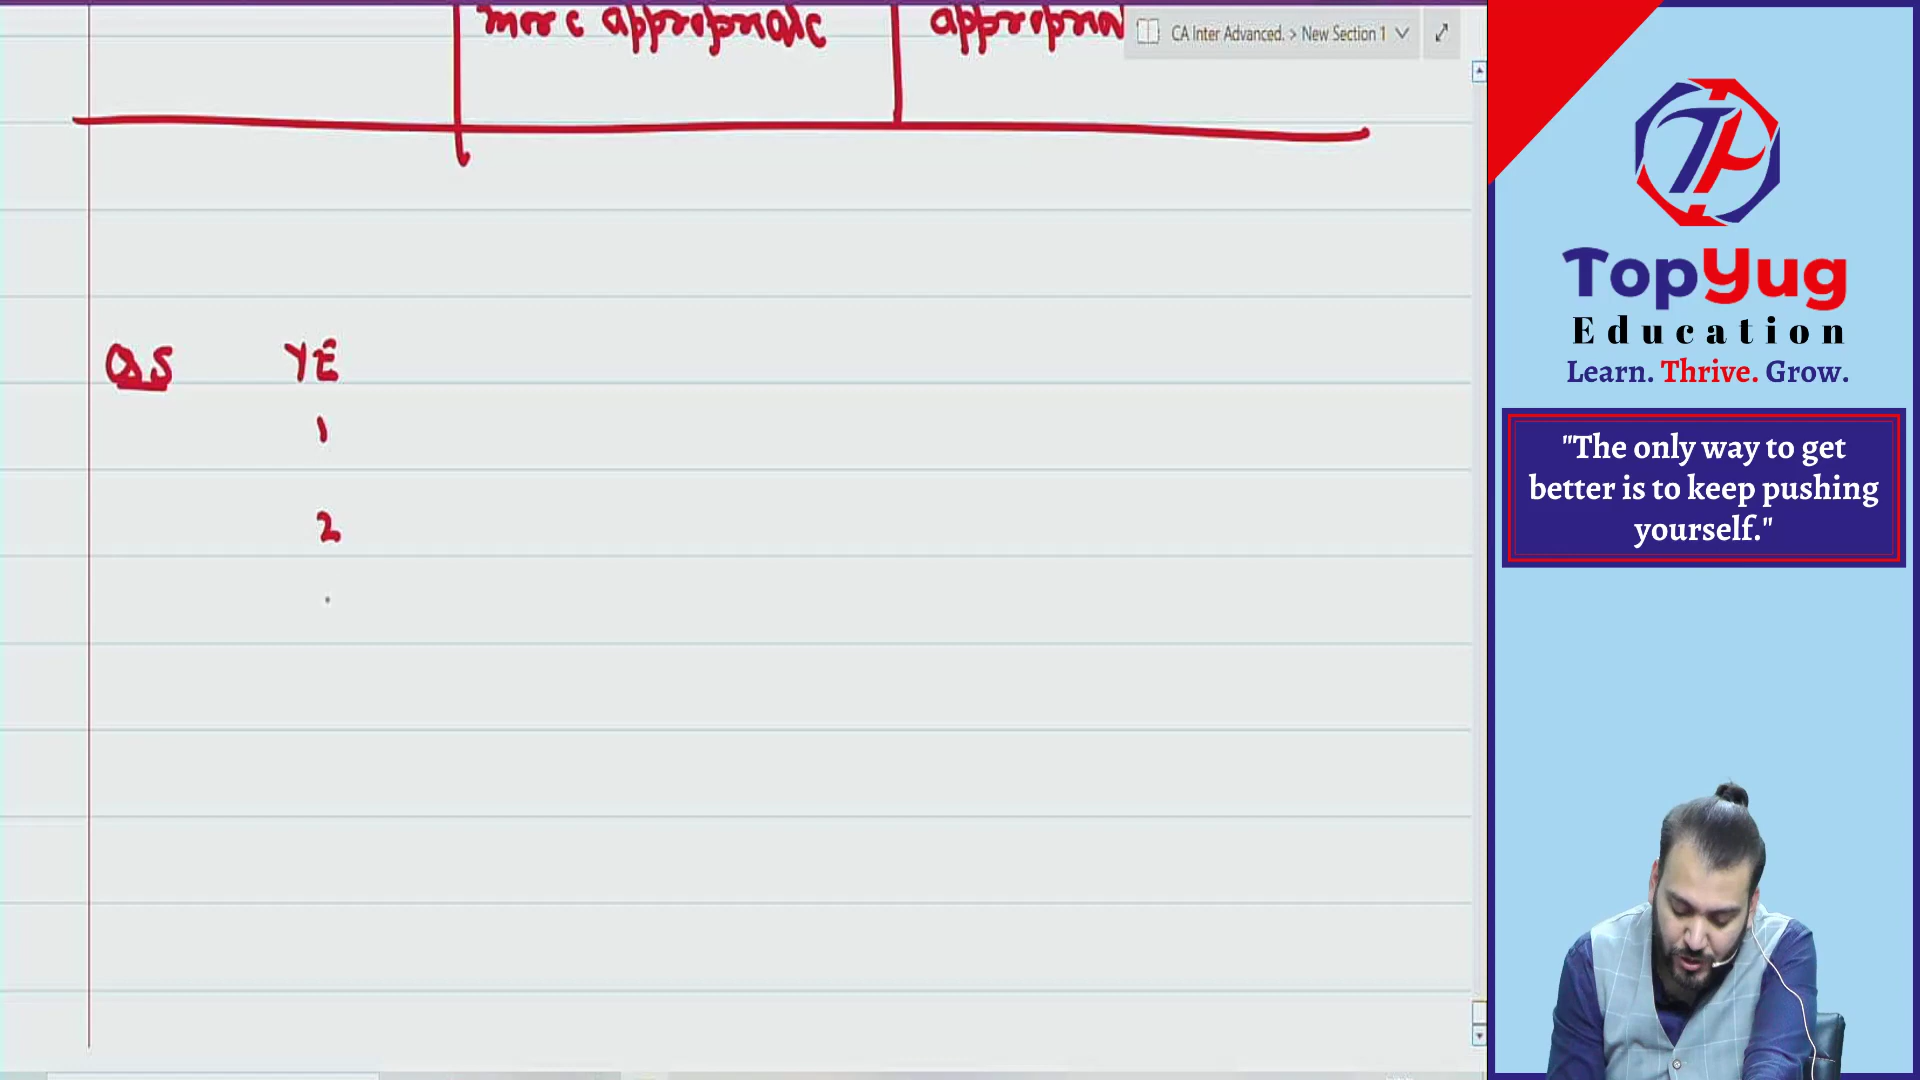 more appropriate
appropria
CA Inter Advanced. > New Section 1
QS YE
1
2
TopYug
Education
Learn. Thrive. Grow.
"The only way to get
better is to keep pushing
yourself."